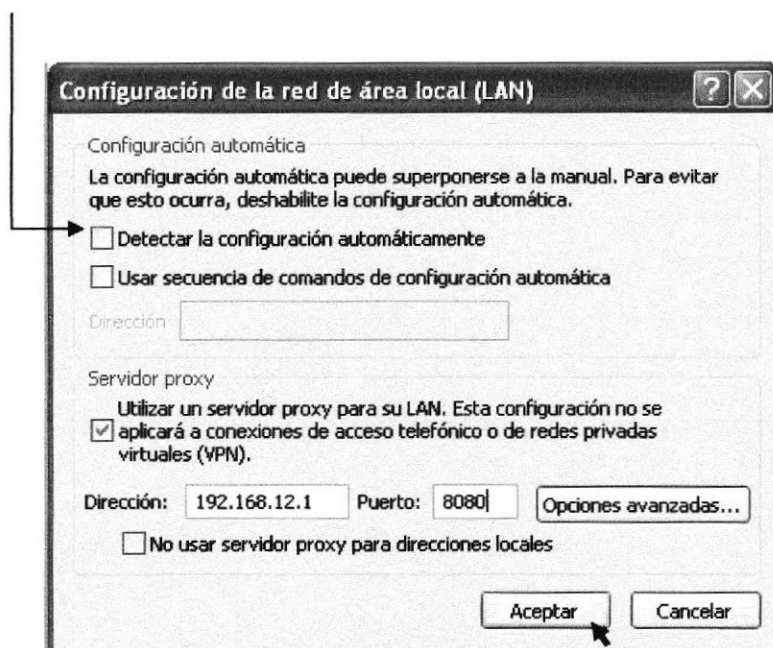 Configuración de la red de área local (LAN)
Configuración automática
La configuración automática puede superponerse a la manual. Para evitar
que esto ocurra, deshabilite la configuración automática.
Detectar la configuración automáticamente
Usar secuencia de comandos de configuración automática
Dirección
Servidor proxy
Utilizar un servidor proxy para su LAN. Esta configuración no se
aplicará a conexiones de acceso telefónico o de redes privadas
virtuales (VPN).
Dirección: 192.168.12.1 Puerto: 8080 Opciones avanzadas...
No usar servidor proxy para direcciones locales
Aceptar Cancelar